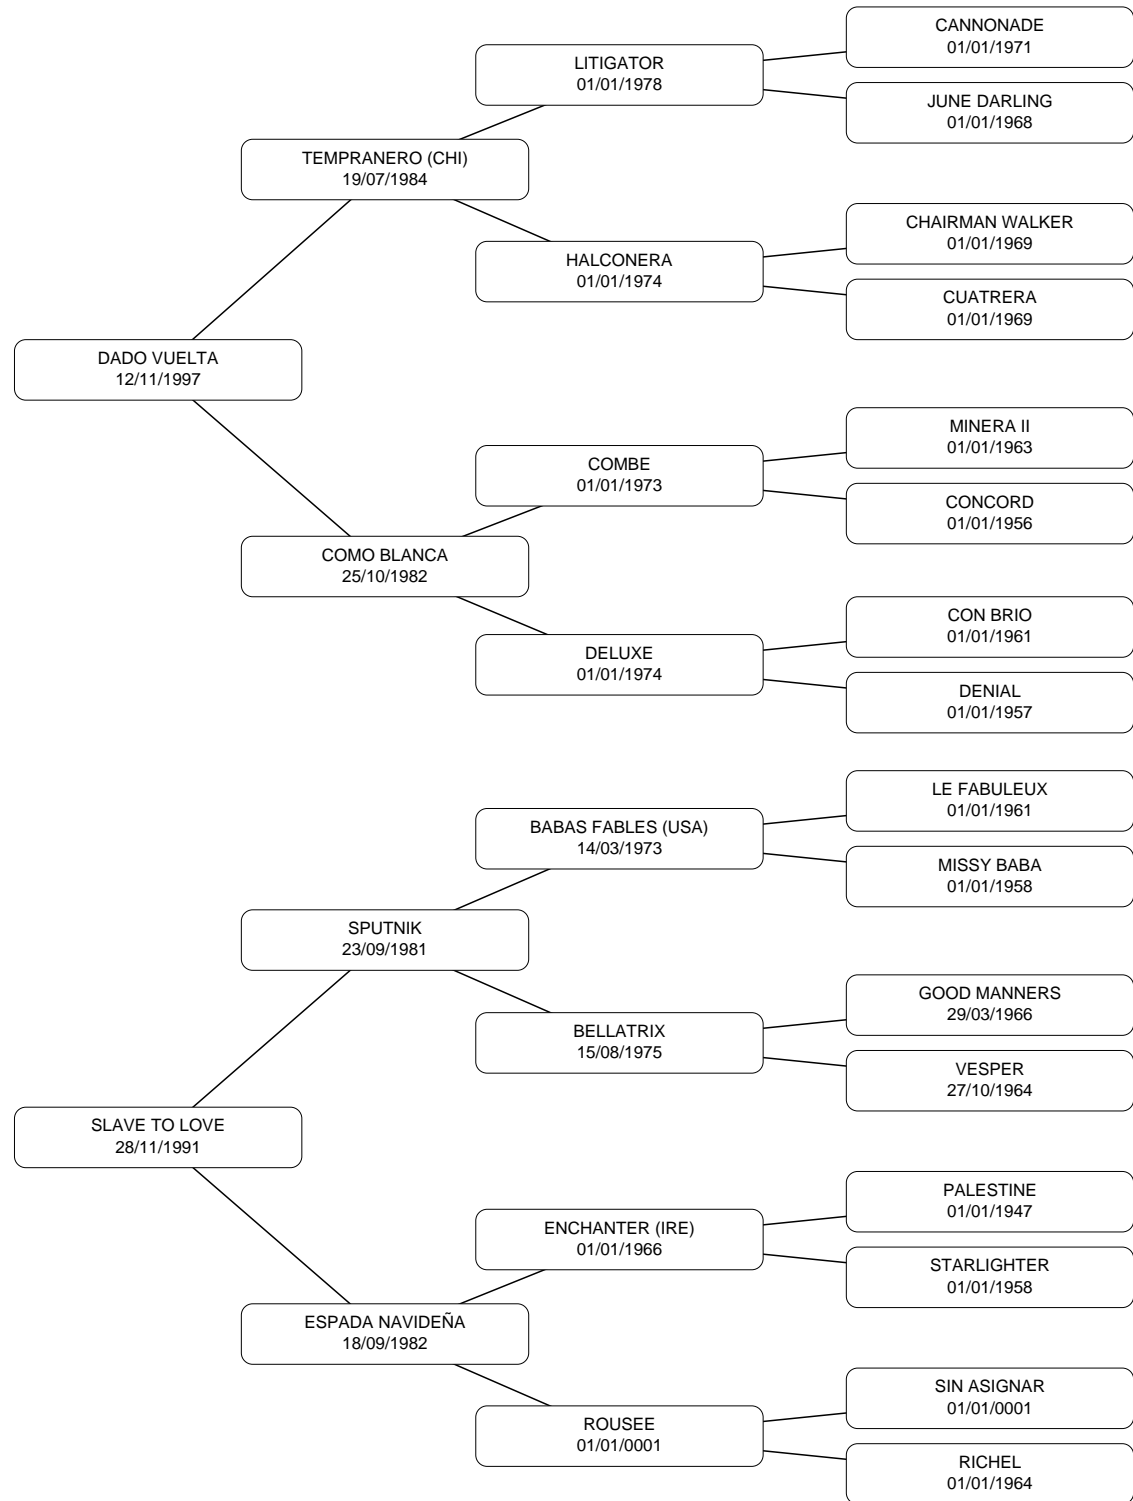 CANNONADE
01/01/1971
LITIGATOR
01/01/1978
JUNE DARLING
01/01/1968
TEMPRANERO (CHI)
19/07/1984
CHAIRMAN WALKER
01/01/1969
HALCONERA
01/01/1974
CUATRERA
01/01/1969
DADO VUELTA
12/11/1997
MINERA II
01/01/1963
COMBE
01/01/1973
CONCORD
01/01/1956
COMO BLANCA
25/10/1982
CON BRIO
01/01/1961
DELUXE
01/01/1974
DENIAL
01/01/1957
LE FABULEUX
01/01/1961
BABAS FABLES (USA)
14/03/1973
MISSY BABA
01/01/1958
SPUTNIK
23/09/1981
GOOD MANNERS
29/03/1966
BELLATRIX
15/08/1975
VESPER
27/10/1964
SLAVE TO LOVE
28/11/1991
PALESTINE
01/01/1947
ENCHANTER (IRE)
01/01/1966
STARLIGHTER
01/01/1958
ESPADA NAVIDEÑA
18/09/1982
SIN ASIGNAR
01/01/0001
ROUSEE
01/01/0001
RICHEL
01/01/1964